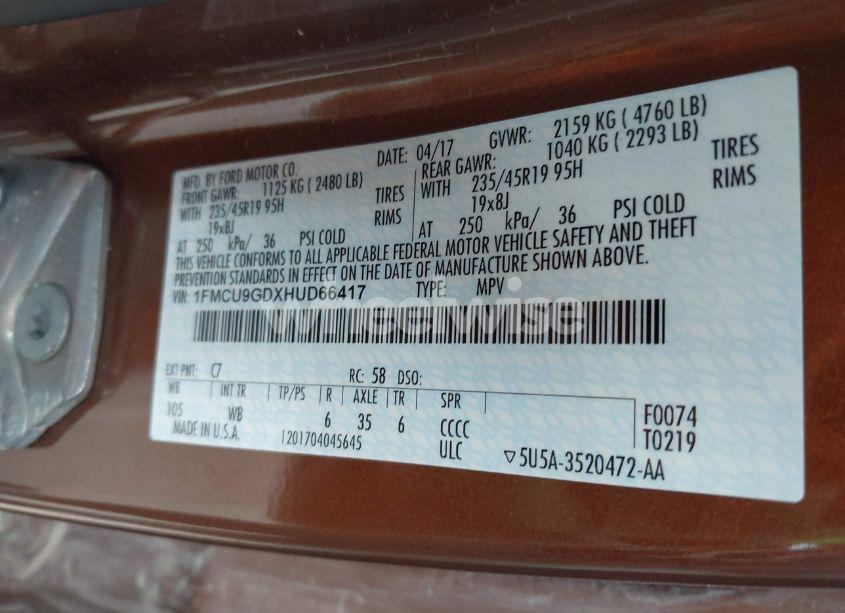 MFD. BY FORD MOTOR CO.
DATE: 04/17 GVWR: 2159 KG ( 4760 LB)
FRONT GAWR: 1125 KG ( 2480 LB) REAR GAWR: 1040 KG ( 2293 LB)
WITH 235/45R19 95H TIRES WITH 235/45R19 95H TIRES
19x8J RIMS 19x8J RIMS
AT 250 kPa/ 36 PSI COLD AT 250 kPa/ 36 PSI COLD
THIS VEHICLE CONFORMS TO ALL APPLICABLE FEDERAL MOTOR VEHICLE SAFETY AND THEFT
PREVENTION STANDARDS IN EFFECT ON THE DATE OF MANUFACTURE SHOWN ABOVE.
VIN: 1FMCU9GDXHUD66417 TYPE: MPV
wheelwise
EXT PNT: C7 RC: 58 DSO:
WB INT TR TP/PS R AXLE TR SPR
105 WB 6 35 6 CCCC F0074
MADE IN U.S.A. 1201704045645 ULC T0219
▽5U5A-3520472-AA